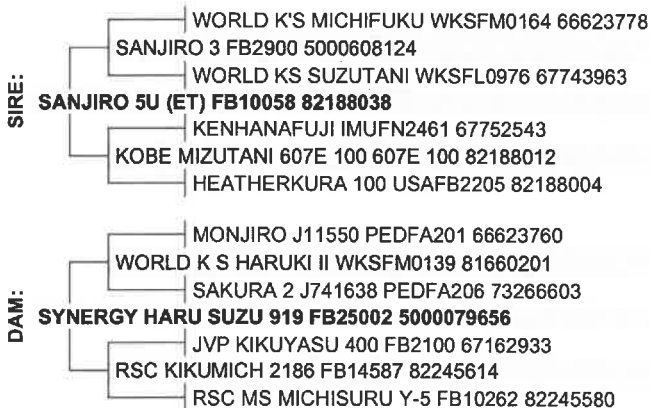 WORLD K'S MICHIFUKU WKSFM0164 66623778
SANJIRO 3 FB2900 5000608124
WORLD KS SUZUTANI WKSFL0976 67743963
SIRE:
SANJIRO 5U (ET) FB10058 82188038
KENHANAFUJI IMUFN2461 67752543
KOBE MIZUTANI 607E 100 607E 100 82188012
HEATHERKURA 100 USAFB2205 82188004
MONJIRO J11550 PEDFA201 66623760
WORLD K S HARUKI II WKSFM0139 81660201
SAKURA 2 J741638 PEDFA206 73266603
DAM:
SYNERGY HARU SUZU 919 FB25002 5000079656
JVP KIKUYASU 400 FB2100 67162933
RSC KIKUMICH 2186 FB14587 82245614
RSC MS MICHISURU Y-5 FB10262 82245580